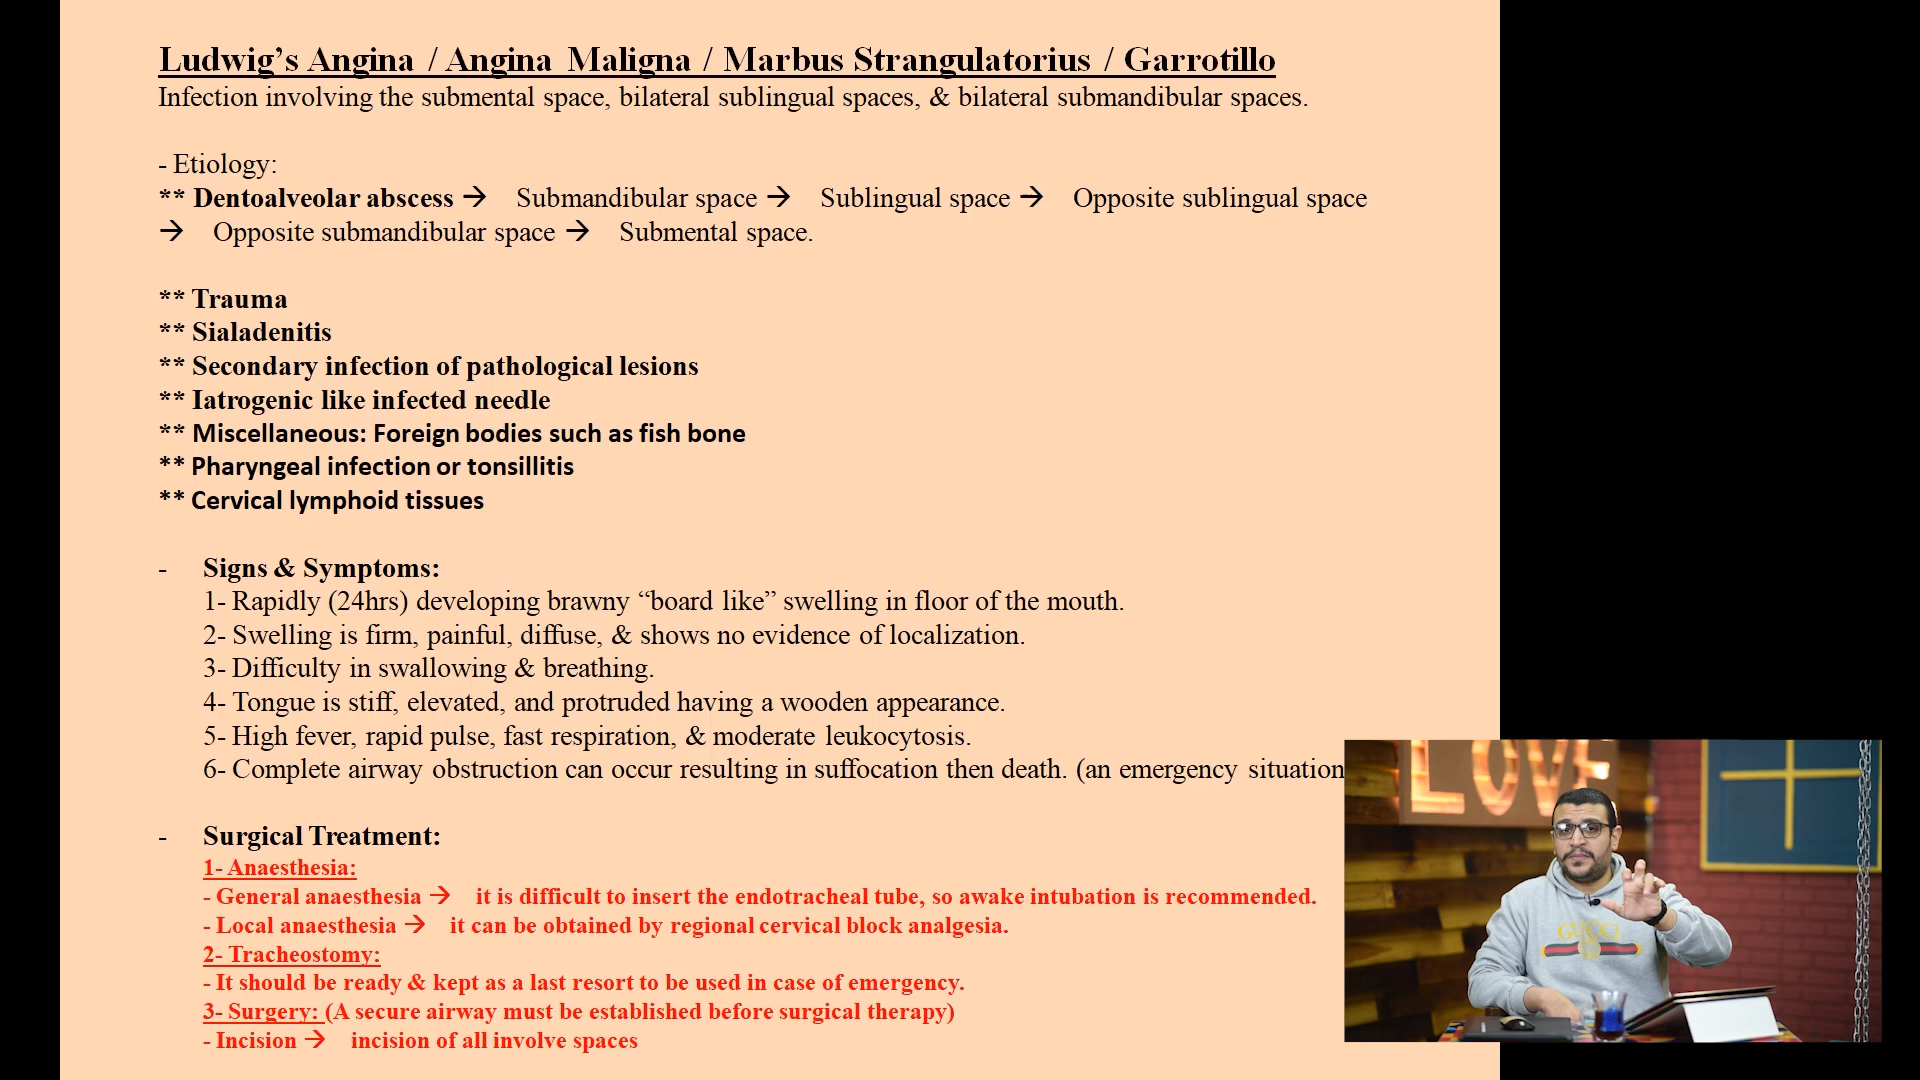 Ludwig’s Angina / Angina Maligna / Marbus Strangulatorius / Garrotillo
Infection involving the submental space, bilateral sublingual spaces, & bilateral submandibular spaces.
- Etiology:
** Dentoalveolar abscess → Submandibular space → Sublingual space → Opposite sublingual space
→ Opposite submandibular space → Submental space.
** Trauma
** Sialadenitis
** Secondary infection of pathological lesions
** Iatrogenic like infected needle
** Miscellaneous: Foreign bodies such as fish bone
** Pharyngeal infection or tonsillitis
** Cervical lymphoid tissues
- Signs & Symptoms:
1- Rapidly (24hrs) developing brawny “board like” swelling in floor of the mouth.
2- Swelling is firm, painful, diffuse, & shows no evidence of localization.
3- Difficulty in swallowing & breathing.
4- Tongue is stiff, elevated, and protruded having a wooden appearance.
5- High fever, rapid pulse, fast respiration, & moderate leukocytosis.
6- Complete airway obstruction can occur resulting in suffocation then death. (an emergency situation
- Surgical Treatment:
1- Anaesthesia:
- General anaesthesia → it is difficult to insert the endotracheal tube, so awake intubation is recommended.
- Local anaesthesia → it can be obtained by regional cervical block analgesia.
2- Tracheostomy:
- It should be ready & kept as a last resort to be used in case of emergency.
3- Surgery: (A secure airway must be established before surgical therapy)
- Incision → incision of all involve spaces
LOVE
GUCCI